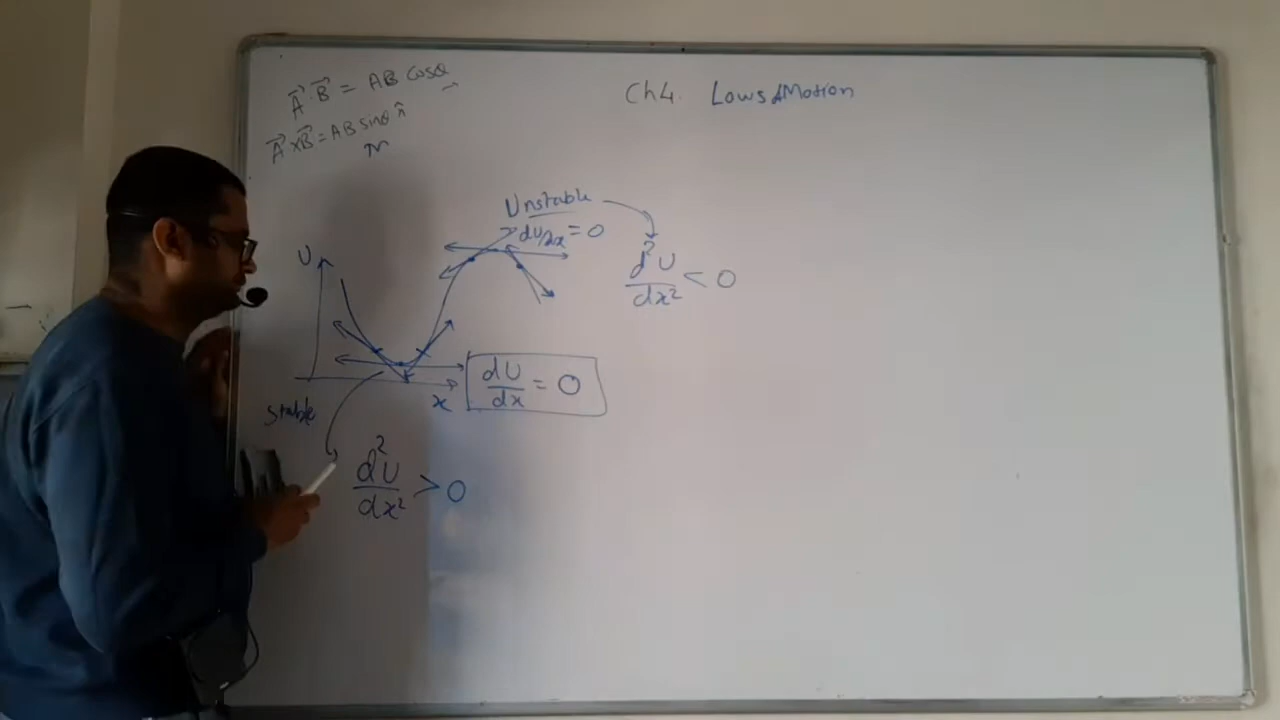 A⃗ · B⃗ = AB cosθ
A⃗ × B⃗ = AB sinθ n̂
Ch4. Laws of Motion
Unstable
dU/dx = 0
d²U/dx² < 0
U
dU/dx = 0
x
Stable
d²U/dx² > 0